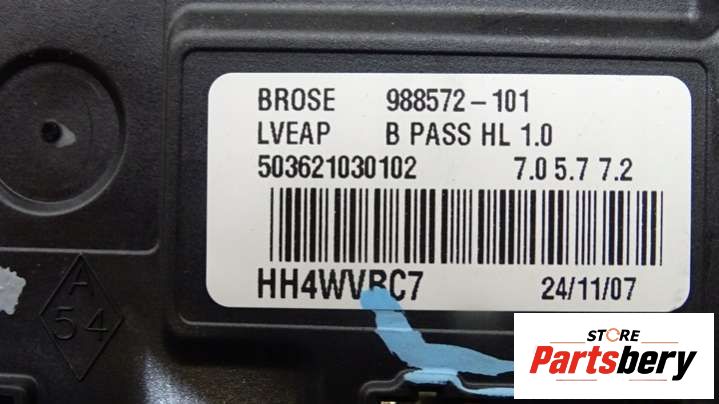 BROSE 988572-101
LVEAP B PASS HL 1.0
503621030102 7.0 5.7 7.2
HH4WVBC7 24/11/07
A
54
STORE
Partsbery